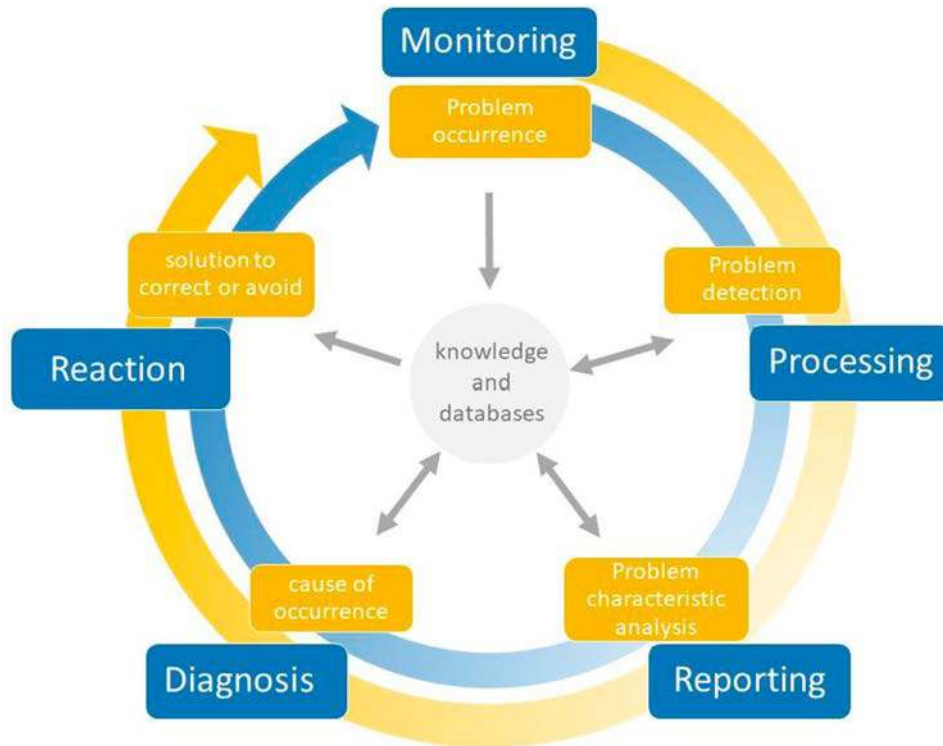 Monitoring
Problem
occurrence
Problem
detection
Processing
Problem
characteristic
analysis
Reporting
cause of
occurrence
Diagnosis
solution to
correct or avoid
Reaction
knowledge
and
databases